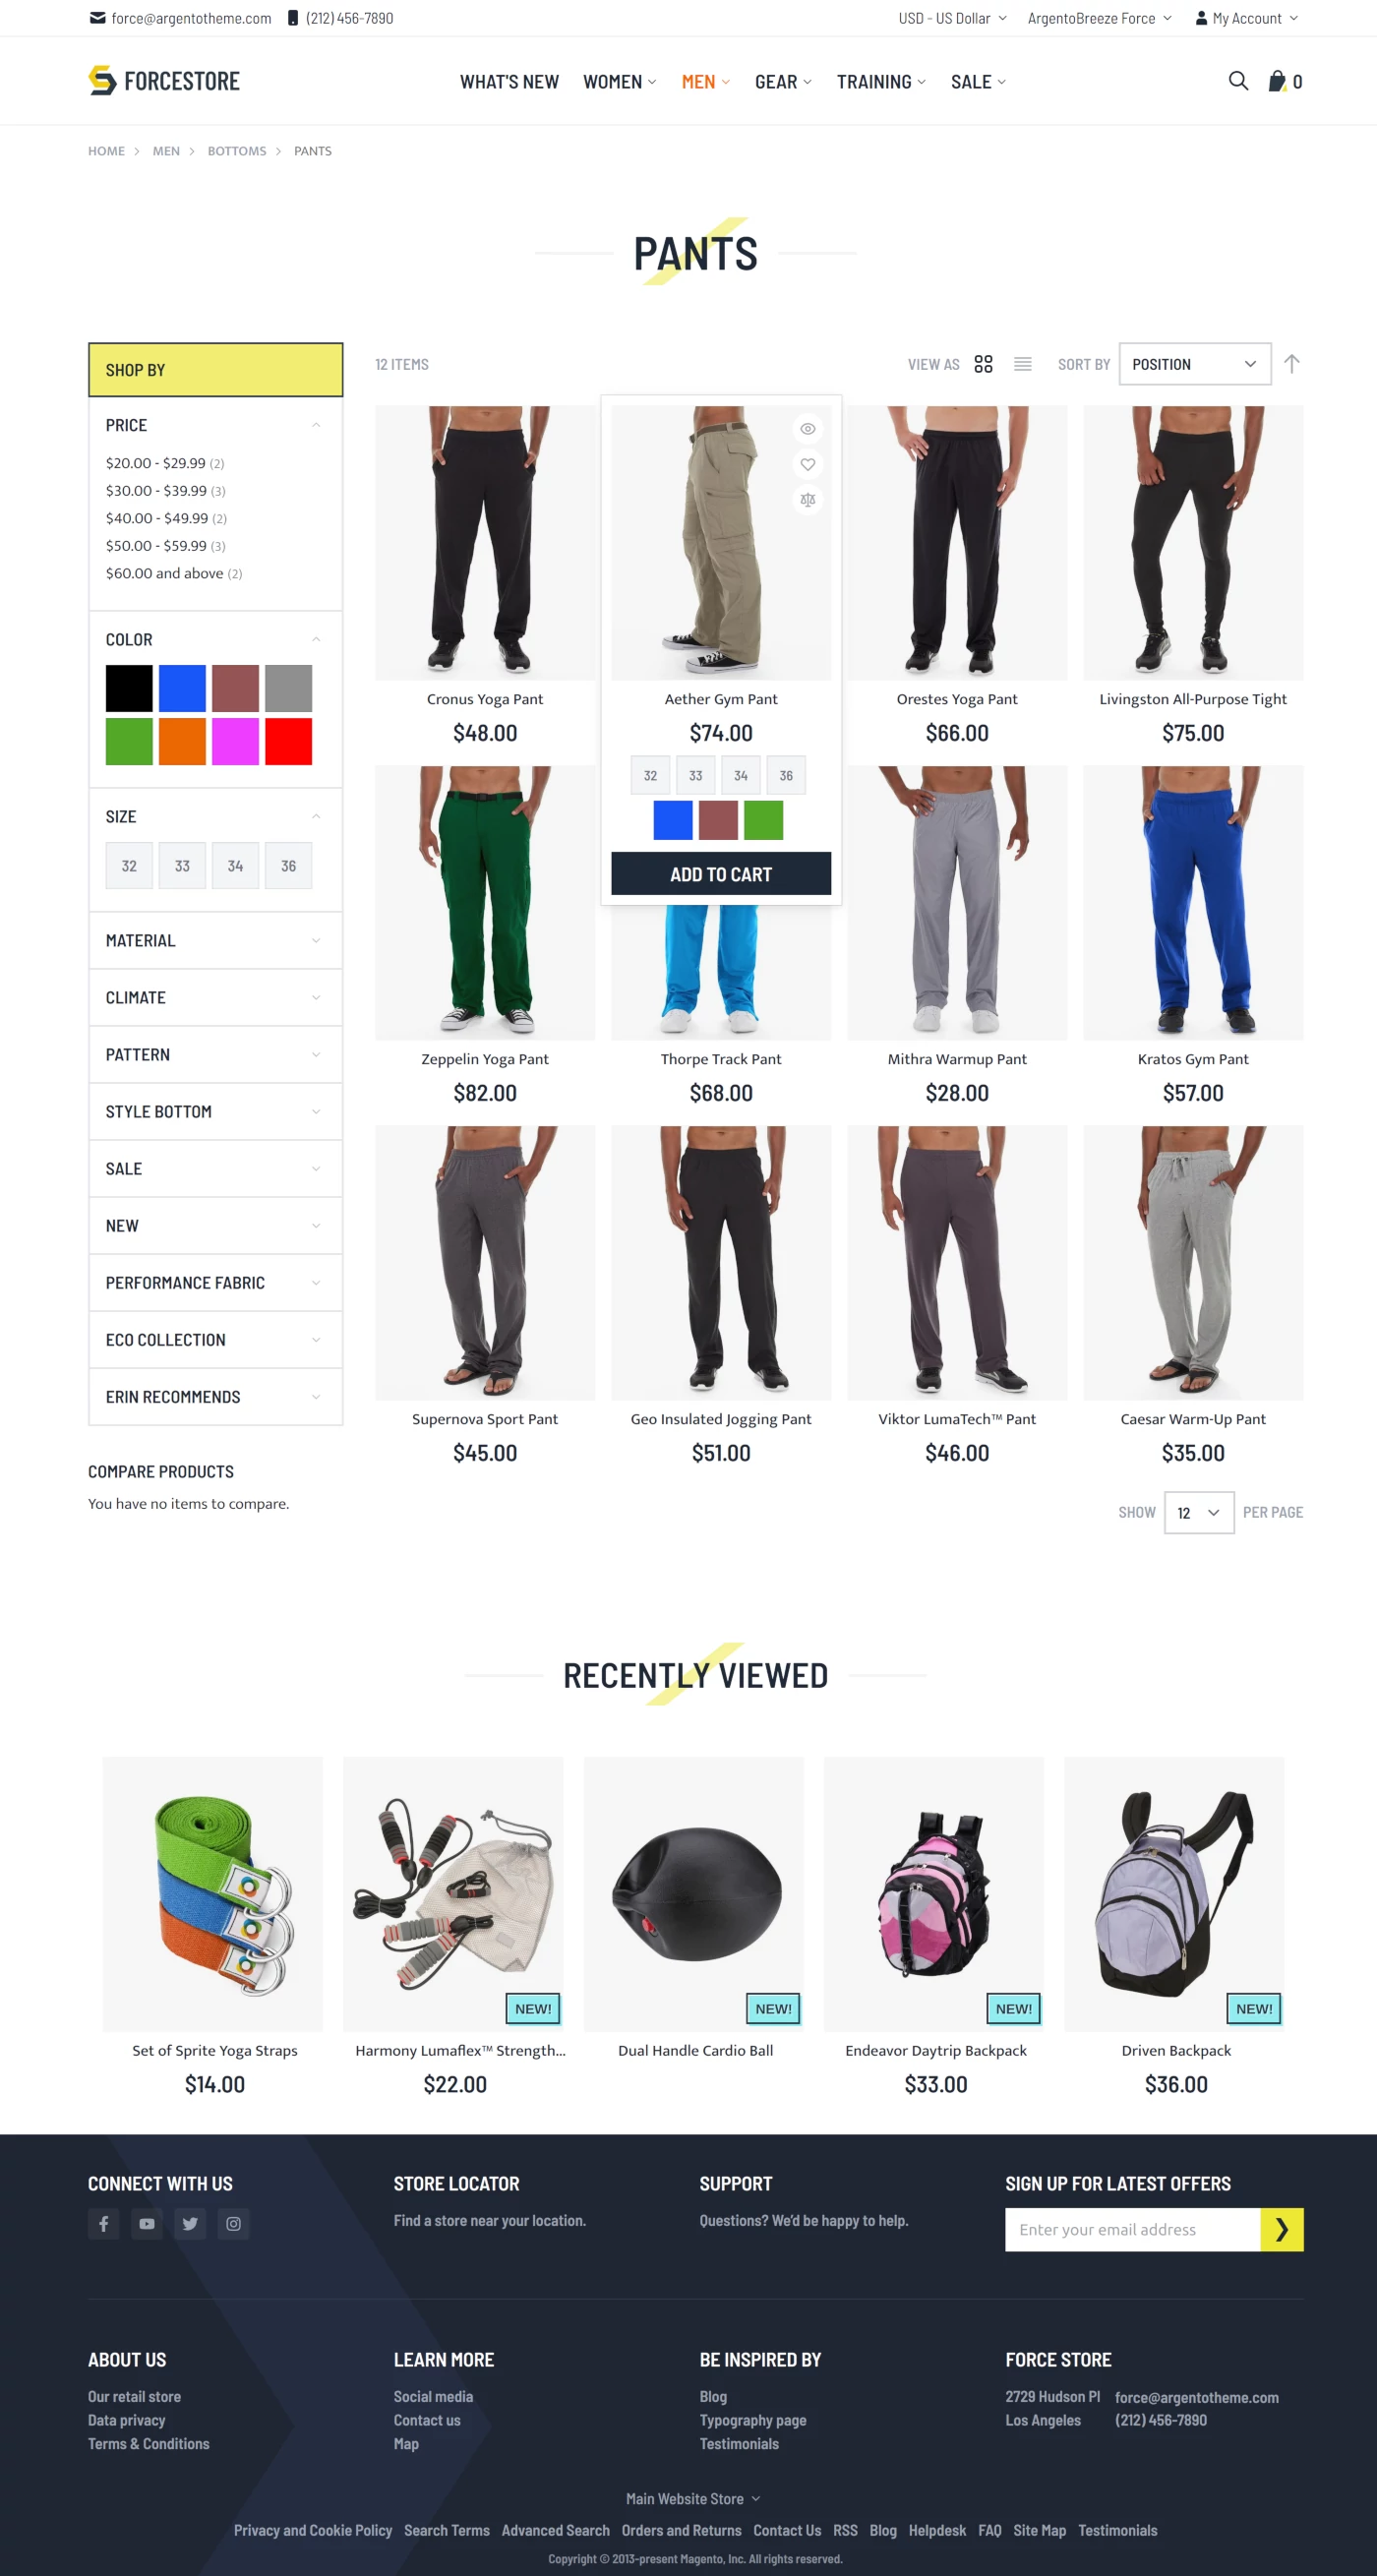 force@argentotheme.com (212) 456-7890 USD - US Dollar ArgentoBreeze Force My Account
FORCESTORE WHAT'S NEW WOMEN MEN GEAR TRAINING SALE 0
HOME MEN BOTTOMS PANTS
PANTS
SHOP BY
PRICE
$20.00 - $29.99 (2)
$30.00 - $39.99 (3)
$40.00 - $49.99 (2)
$50.00 - $59.99 (3)
$60.00 and above (2)
COLOR
SIZE
32 33 34 36
MATERIAL
CLIMATE
PATTERN
STYLE BOTTOM
SALE
NEW
PERFORMANCE FABRIC
ECO COLLECTION
ERIN RECOMMENDS
COMPARE PRODUCTS
You have no items to compare.
12 ITEMS VIEW AS SORT BY POSITION
Cronus Yoga Pant Aether Gym Pant Orestes Yoga Pant Livingston All-Purpose Tight
$48.00 $74.00 $66.00 $75.00
32 33 34 36
ADD TO CART
Zeppelin Yoga Pant Thorpe Track Pant Mithra Warmup Pant Kratos Gym Pant
$82.00 $68.00 $28.00 $57.00
Supernova Sport Pant Geo Insulated Jogging Pant Viktor LumaTech™ Pant Caesar Warm-Up Pant
$45.00 $51.00 $46.00 $35.00
SHOW 12 PER PAGE
RECENTLY VIEWED
NEW! NEW! NEW! NEW!
Set of Sprite Yoga Straps Harmony Lumaflex™ Strength... Dual Handle Cardio Ball Endeavor Daytrip Backpack Driven Backpack
$14.00 $22.00 $33.00 $36.00
CONNECT WITH US STORE LOCATOR SUPPORT SIGN UP FOR LATEST OFFERS
Find a store near your location. Questions? We'd be happy to help. Enter your email address
ABOUT US LEARN MORE BE INSPIRED BY FORCE STORE
Our retail store Social media Blog 2729 Hudson Pl force@argentotheme.com
Data privacy Contact us Typography page Los Angeles (212) 456-7890
Terms & Conditions Map Testimonials
Main Website Store
Privacy and Cookie Policy Search Terms Advanced Search Orders and Returns Contact Us RSS Blog Helpdesk FAQ Site Map Testimonials
Copyright © 2013-present Magento, Inc. All rights reserved.